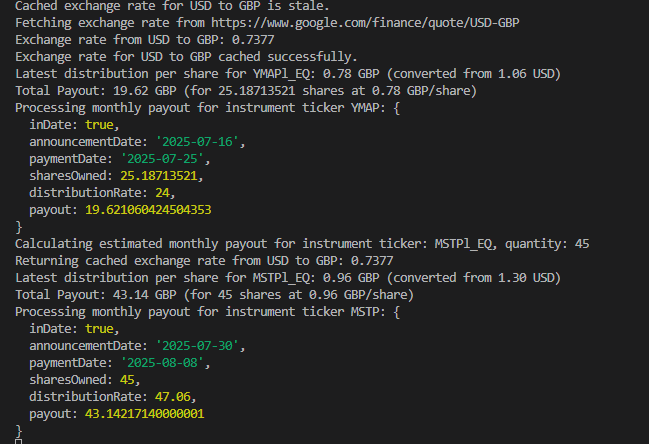 Cached exchange rate for USD to GBP is stale.
Fetching exchange rate from https://www.google.com/finance/quote/USD-GBP
Exchange rate from USD to GBP: 0.7377
Exchange rate for USD to GBP cached successfully.
Latest distribution per share for YMAPl_EQ: 0.78 GBP (converted from 1.06 USD)
Total Payout: 19.62 GBP (for 25.18713521 shares at 0.78 GBP/share)
Processing monthly payout for instrument ticker YMAP: {
  inDate: true,
  announcementDate: '2025-07-16',
  paymentDate: '2025-07-25',
  sharesOwned: 25.18713521,
  distributionRate: 24,
  payout: 19.621060424504353
}
Calculating estimated monthly payout for instrument ticker: MSTPl_EQ, quantity: 45
Returning cached exchange rate from USD to GBP: 0.7377
Latest distribution per share for MSTPl_EQ: 0.96 GBP (converted from 1.30 USD)
Total Payout: 43.14 GBP (for 45 shares at 0.96 GBP/share)
Processing monthly payout for instrument ticker MSTP: {
  inDate: true,
  announcementDate: '2025-07-30',
  paymentDate: '2025-08-08',
  sharesOwned: 45,
  distributionRate: 47.06,
  payout: 43.14217140000001
}